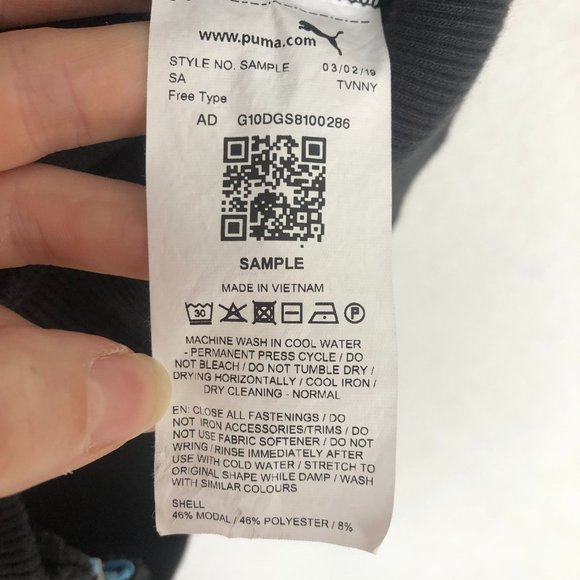 www.puma.com
STYLE NO. SAMPLE 03/02/19
SA TVNNY
Free Type
AD G10DGS8100286
SAMPLE
MADE IN VIETNAM
30 P
MACHINE WASH IN COOL WATER
- PERMANENT PRESS CYCLE / DO
NOT BLEACH / DO NOT TUMBLE DRY /
DRYING HORIZONTALLY / COOL IRON /
DRY CLEANING - NORMAL
EN: CLOSE ALL FASTENINGS / DO
NOT IRON ACCESSORIES/TRIMS / DO
NOT USE FABRIC SOFTENER / DO NOT
WRING / RINSE IMMEDIATELY AFTER
USE WITH COLD WATER / STRETCH TO
ORIGINAL SHAPE WHILE DAMP / WASH
WITH SIMILAR COLOURS
SHELL
46% MODAL / 46% POLYESTER / 8%